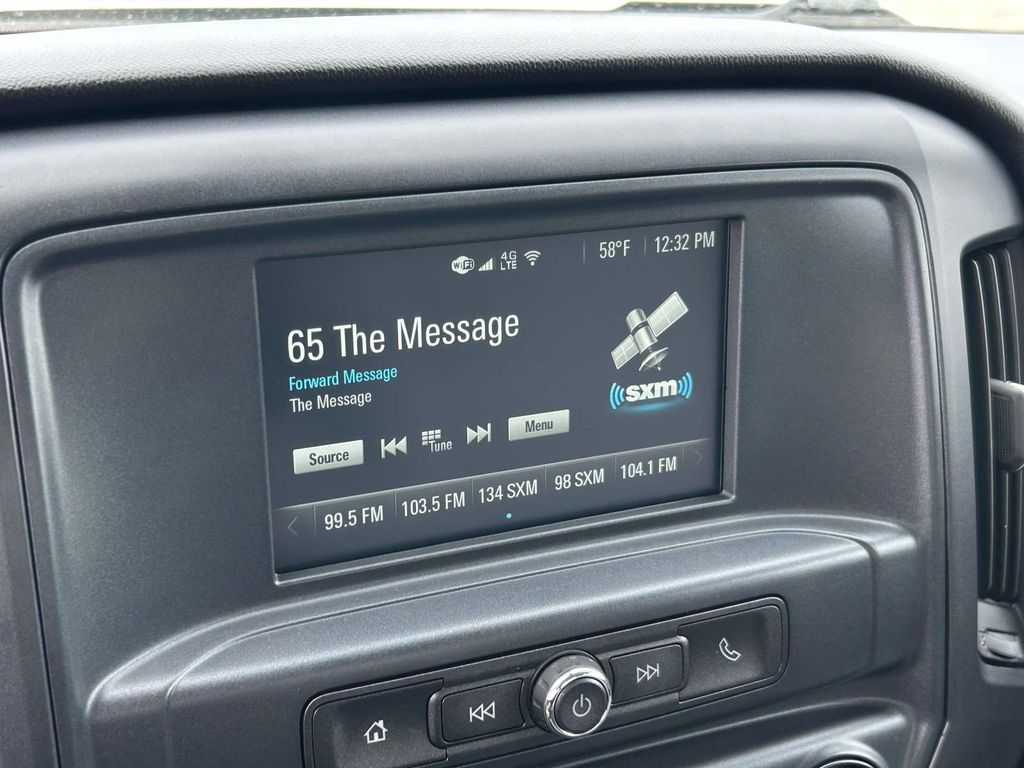 WiFi 4G LTE 58°F 12:32 PM
65 The Message
Forward Message
The Message
sxm
Source Tune Menu
99.5 FM 103.5 FM 134 SXM 98 SXM 104.1 FM